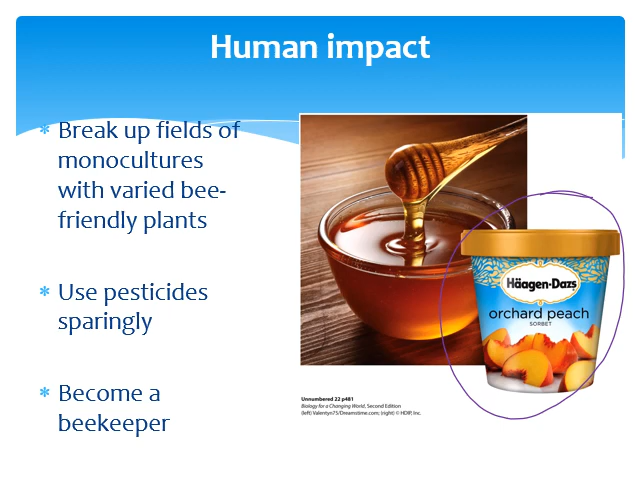 Human impact
Break up fields of
monocultures
with varied bee-
friendly plants
Use pesticides
sparingly
Become a
beekeeper
Häagen-Dazs
orchard peach
SORBET
Unnumbered 22 p481
Biology for a Changing World, Second Edition
(left) Valentyn75/Dreamstime.com; (right) © HDIP, Inc.